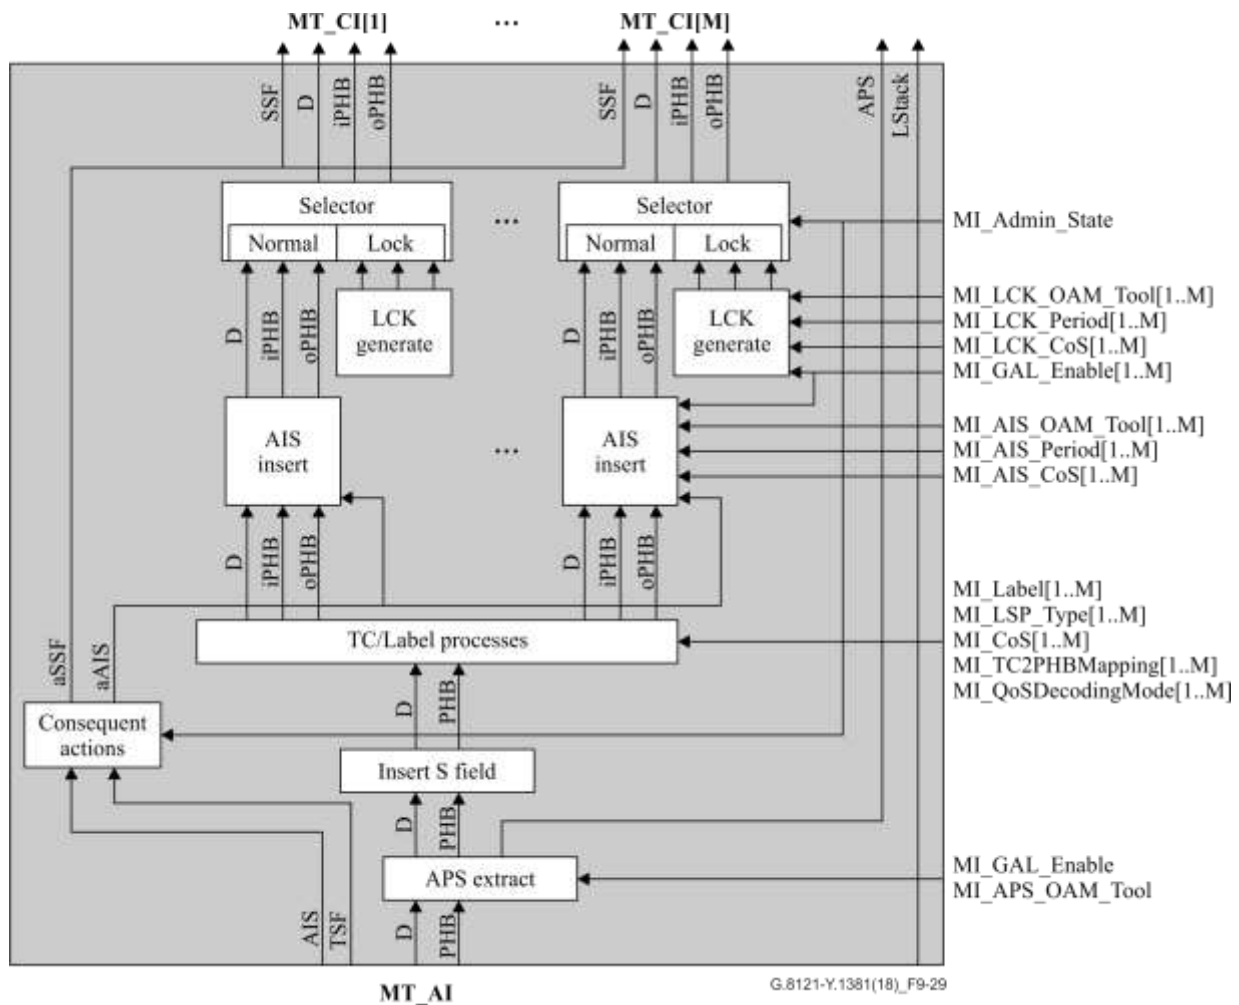 MT_CI[1] ... MT_CI[M]
SSF D iPHB oPHB SSF D iPHB oPHB APS LStack
Selector ... Selector
MI_Admin_State
Normal Lock Normal Lock
MI_LCK_OAM_Tool[1..M]
LCK generate LCK generate
D iPHB oPHB D iPHB oPHB
MI_LCK_Period[1..M]
MI_LCK_CoS[1..M]
MI_GAL_Enable[1..M]
AIS insert ... AIS insert
MI_AIS_OAM_Tool[1..M]
MI_AIS_Period[1..M]
MI_AIS_CoS[1..M]
D iPHB oPHB D iPHB oPHB
MI_Label[1..M]
MI_LSP_Type[1..M]
TC/Label processes
MI_CoS[1..M]
MI_TC2PHBMapping[1..M]
MI_QoSDecodingMode[1..M]
aSSF aAIS
D PHB
Consequent actions
Insert S field
D PHB
APS extract
MI_GAL_Enable
MI_APS_OAM_Tool
AIS TSF D PHB
MT_AI
G.8121-Y.1381(18)_F9-29